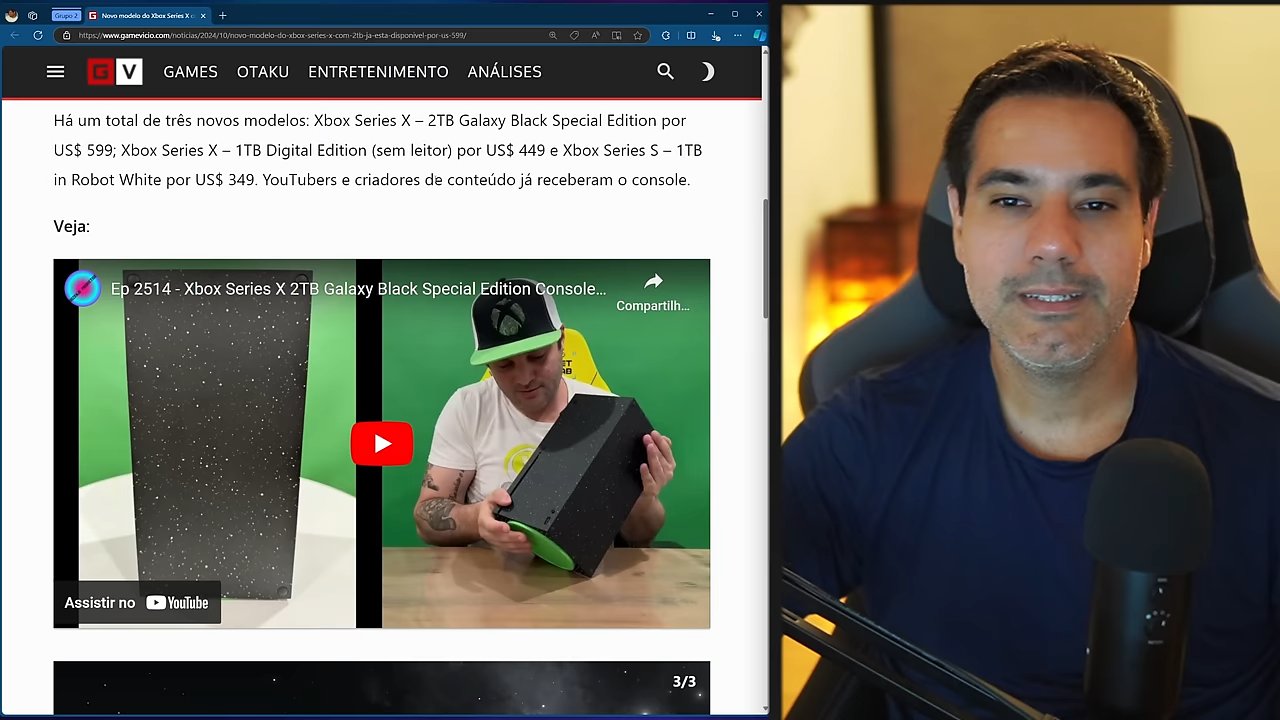 Grupo 2
Novo modelo do Xbox Series X c
https://www.gamevicio.com/noticias/2024/10/novo-modelo-do-xbox-series-x-com-2tb-ja-esta-disponivel-por-us-599/
G V GAMES OTAKU ENTRETENIMENTO ANÁLISES
Há um total de três novos modelos: Xbox Series X – 2TB Galaxy Black Special Edition por
US$ 599; Xbox Series X – 1TB Digital Edition (sem leitor) por US$ 449 e Xbox Series S – 1TB
in Robot White por US$ 349. YouTubers e criadores de conteúdo já receberam o console.
Veja:
Ep 2514 - Xbox Series X 2TB Galaxy Black Special Edition Console...
Compartilh...
Assistir no YouTube
3/3